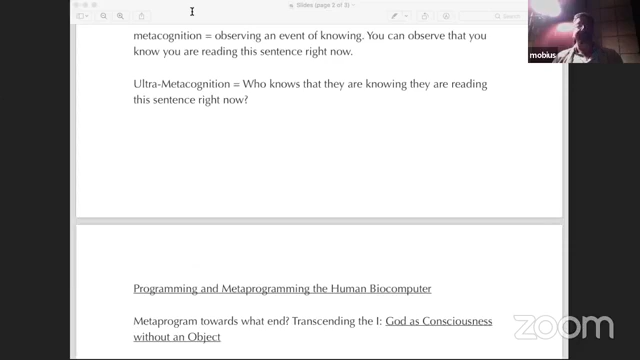 Slides (page 2 of 3)
Search
mobius
metacognition = observing an event of knowing. You can observe that you
know you are reading this sentence right now.
Ultra-Metacognition = Who knows that they are knowing they are reading
this sentence right now?
Programming and Metaprogramming the Human Biocomputer
Metaprogram towards what end? Transcending the I: God as Consciousness
without an Object
zoom